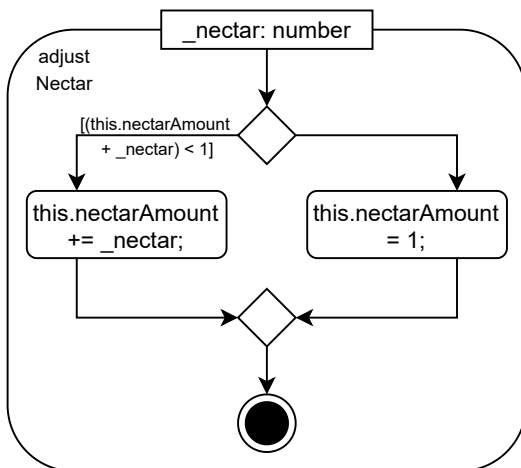 _nectar: number
adjust
Nectar
[(this.nectarAmount
+ _nectar) < 1]
this.nectarAmount
+= _nectar;
this.nectarAmount
= 1;